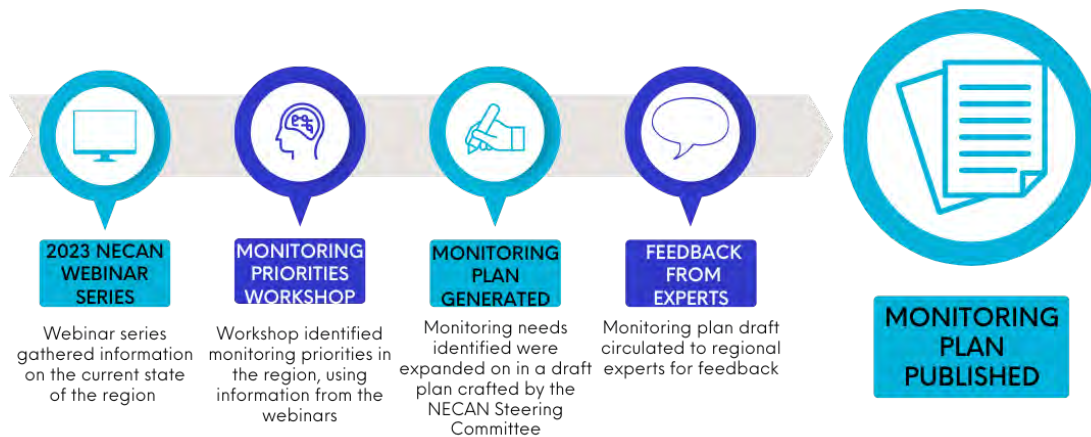 2023 NECAN
WEBINAR
SERIES
Webinar series
gathered information
on the current state
of the region
MONITORING
PRIORITIES
WORKSHOP
Workshop identified
monitoring priorities in
the region, using
information from the
webinars
MONITORING
PLAN
GENERATED
Monitoring needs
identified were
expanded on in a draft
plan crafted by the
NECAN Steering
Committee
FEEDBACK
FROM
EXPERTS
Monitoring plan draft
circulated to regional
experts for feedback
MONITORING
PLAN
PUBLISHED